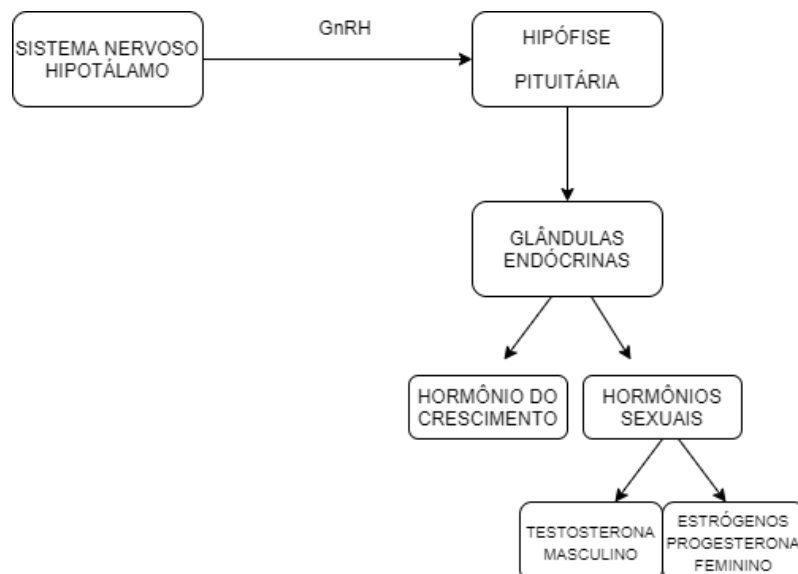 GnRH
SISTEMA NERVOSO
HIPOTÁLAMO
HIPÓFISE
PITUITÁRIA
GLÂNDULAS
ENDÓCRINAS
HORMÔNIO DO
CRESCIMENTO
HORMÔNIOS
SEXUAIS
TESTOSTERONA
MASCULINO
ESTRÓGENOS
PROGESTERONA
FEMININO